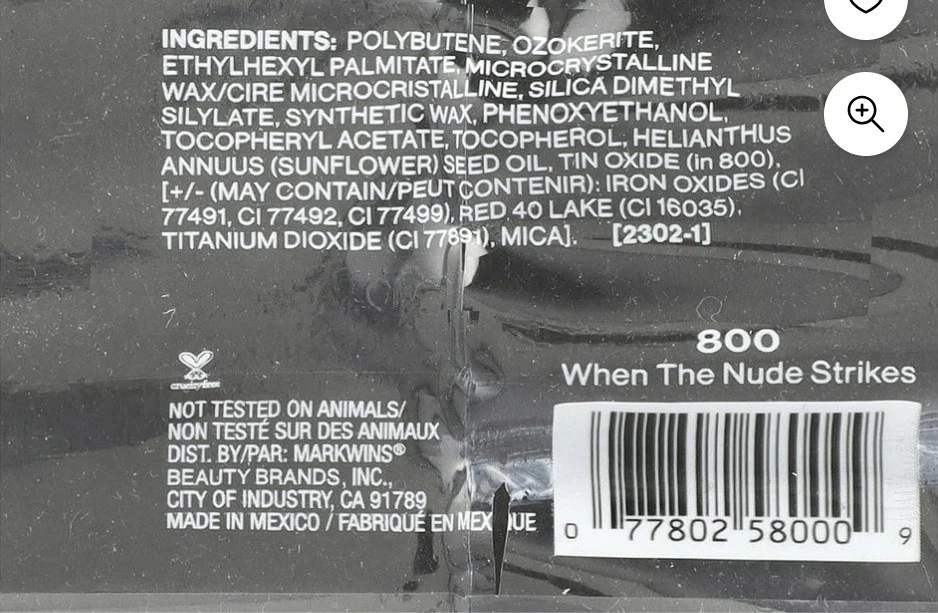 INGREDIENTS: POLYBUTENE, OZOKERITE,
ETHYLHEXYL PALMITATE, MICROCRYSTALLINE
WAX/CIRE MICROCRISTALLINE, SILICA DIMETHYL
SILYLATE, SYNTHETIC WAX, PHENOXYETHANOL,
TOCOPHERYL ACETATE, TOCOPHEROL, HELIANTHUS
ANNUUS (SUNFLOWER) SEED OIL, TIN OXIDE (in 800),
[+/- (MAY CONTAIN/PEUT CONTENIR): IRON OXIDES (CI
77491, CI 77492, CI 77499), RED 40 LAKE (CI 16035),
TITANIUM DIOXIDE (CI 77891), MICA]. [2302-1]
800
When The Nude Strikes
crueltyfree
NOT TESTED ON ANIMALS/
NON TESTÉ SUR DES ANIMAUX
DIST. BY/PAR: MARKWINS®
BEAUTY BRANDS, INC.,
CITY OF INDUSTRY, CA 91789
MADE IN MEXICO / FABRIQUÉ EN MEXIQUE
0 77802 58000 9